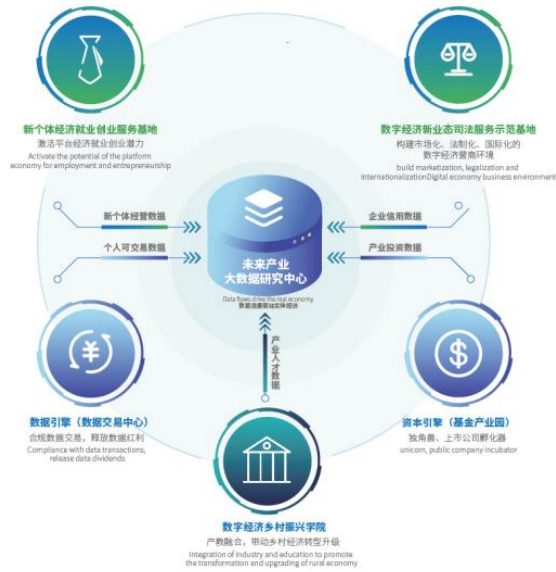 新个体经济就业创业服务基地
激活平台经济就业创业潜力
Activate the potential of the platform
economy for employment and entrepreneurship
数字经济新业态司法服务示范基地
构建市场化、法制化、国际化的
数字经济营商环境
build marketization, legalization and
internationalizationDigital economy business environment
新个体经营数据
个人可交易数据
企业信用数据
产业投资数据
未来产业
大数据研究中心
Data flows drive the real economy
数据流量驱动实体经济
产业人才数据
¥
数据引擎（数据交易中心）
合规数据交易，释放数据红利
Compliance with data transactions,
release data dividends
$
资本引擎（基金产业园）
独角兽、上市公司孵化器
unicorn, public company incubator
数字经济乡村振兴学院
产教融合，带动乡村经济转型升级
Integration of industry and education to promote
the transformation and upgrading of rural economy